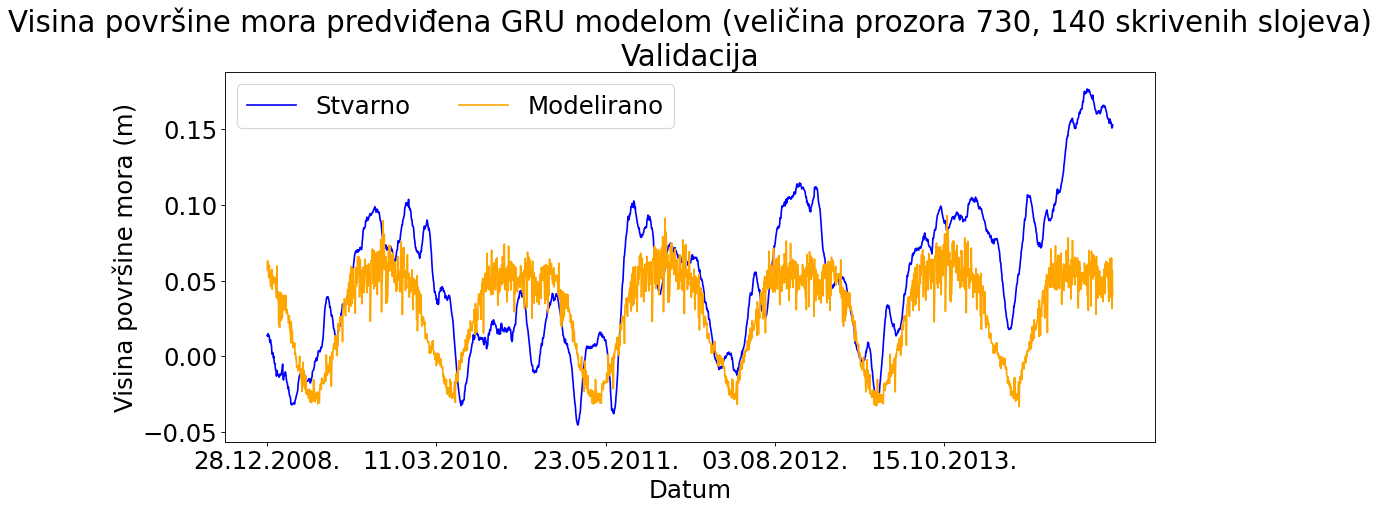 Visina površine mora predviđena GRU modelom (veličina prozora 730, 140 skrivenih slojeva)
Validacija
Stvarno
Modelirano
Visina površine mora (m)
0.15
0.10
0.05
0.00
−0.05
28.12.2008.
11.03.2010.
23.05.2011.
03.08.2012.
15.10.2013.
Datum